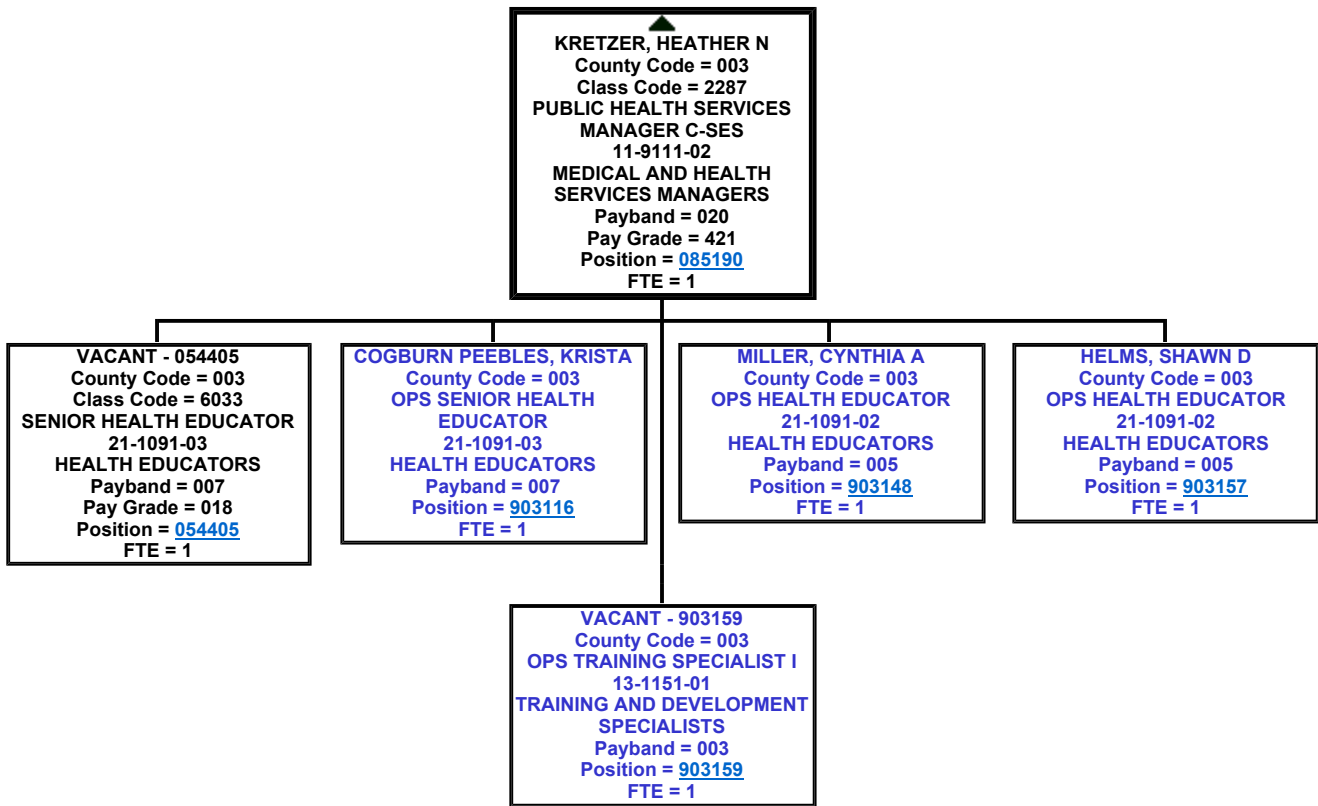 KRETZER, HEATHER N
County Code = 003
Class Code = 2287
PUBLIC HEALTH SERVICES
MANAGER C-SES
11-9111-02
MEDICAL AND HEALTH
SERVICES MANAGERS
Payband = 020
Pay Grade = 421
Position = 085190
FTE = 1
VACANT - 054405
County Code = 003
Class Code = 6033
SENIOR HEALTH EDUCATOR
21-1091-03
HEALTH EDUCATORS
Payband = 007
Pay Grade = 018
Position = 054405
FTE = 1
COGBURN PEEBLES, KRISTA
County Code = 003
OPS SENIOR HEALTH
EDUCATOR
21-1091-03
HEALTH EDUCATORS
Payband = 007
Position = 903116
FTE = 1
MILLER, CYNTHIA A
County Code = 003
OPS HEALTH EDUCATOR
21-1091-02
HEALTH EDUCATORS
Payband = 005
Position = 903148
FTE = 1
HELMS, SHAWN D
County Code = 003
OPS HEALTH EDUCATOR
21-1091-02
HEALTH EDUCATORS
Payband = 005
Position = 903157
FTE = 1
VACANT - 903159
County Code = 003
OPS TRAINING SPECIALIST I
13-1151-01
TRAINING AND DEVELOPMENT
SPECIALISTS
Payband = 003
Position = 903159
FTE = 1